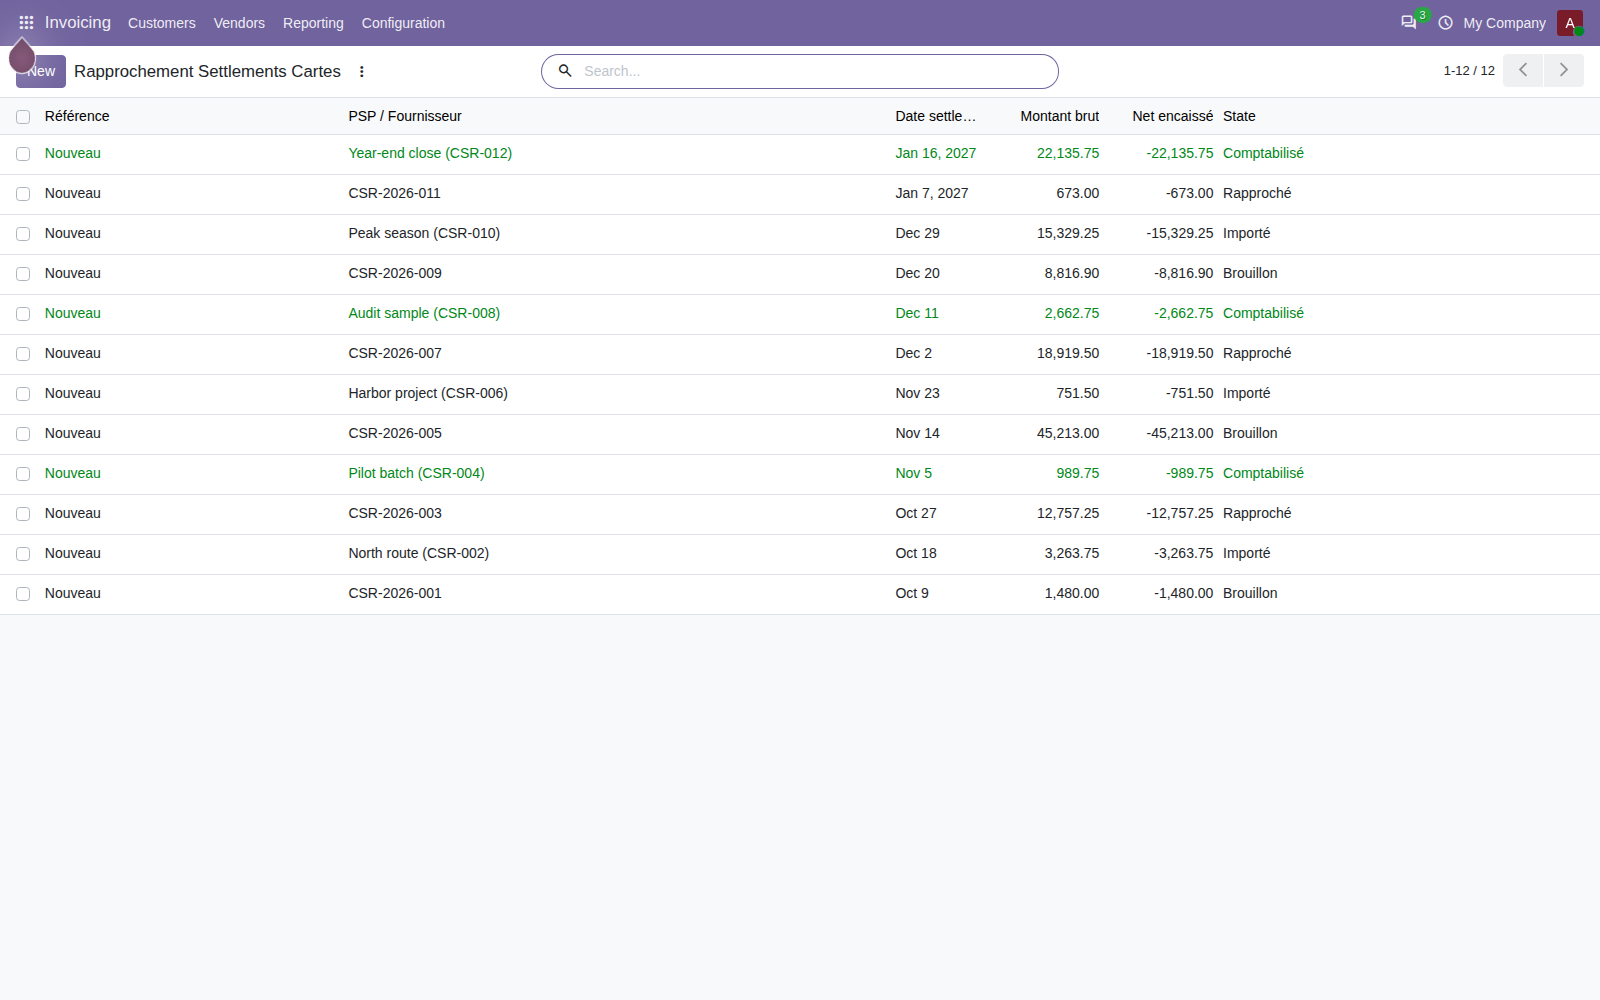 Invoicing Customers Vendors Reporting Configuration 3 My Company A
New Rapprochement Settlements Cartes Search... 1-12 / 12
Référence PSP / Fournisseur Date settle… Montant brut Net encaissé State
Nouveau Year-end close (CSR-012) Jan 16, 2027 22,135.75 -22,135.75 Comptabilisé
Nouveau CSR-2026-011 Jan 7, 2027 673.00 -673.00 Rapproché
Nouveau Peak season (CSR-010) Dec 29 15,329.25 -15,329.25 Importé
Nouveau CSR-2026-009 Dec 20 8,816.90 -8,816.90 Brouillon
Nouveau Audit sample (CSR-008) Dec 11 2,662.75 -2,662.75 Comptabilisé
Nouveau CSR-2026-007 Dec 2 18,919.50 -18,919.50 Rapproché
Nouveau Harbor project (CSR-006) Nov 23 751.50 -751.50 Importé
Nouveau CSR-2026-005 Nov 14 45,213.00 -45,213.00 Brouillon
Nouveau Pilot batch (CSR-004) Nov 5 989.75 -989.75 Comptabilisé
Nouveau CSR-2026-003 Oct 27 12,757.25 -12,757.25 Rapproché
Nouveau North route (CSR-002) Oct 18 3,263.75 -3,263.75 Importé
Nouveau CSR-2026-001 Oct 9 1,480.00 -1,480.00 Brouillon